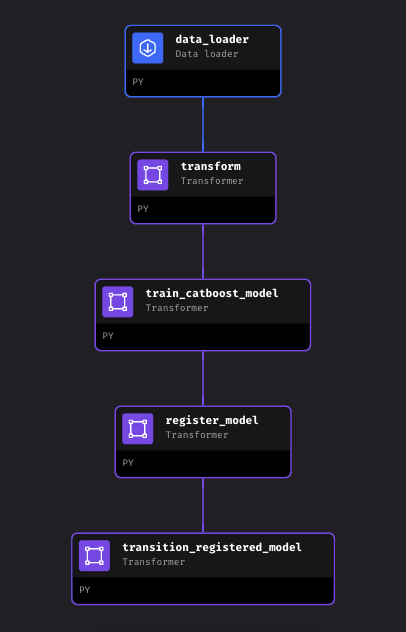 data_loader
Data loader
PY
transform
Transformer
PY
train_catboost_model
Transformer
PY
register_model
Transformer
PY
transition_registered_model
Transformer
PY